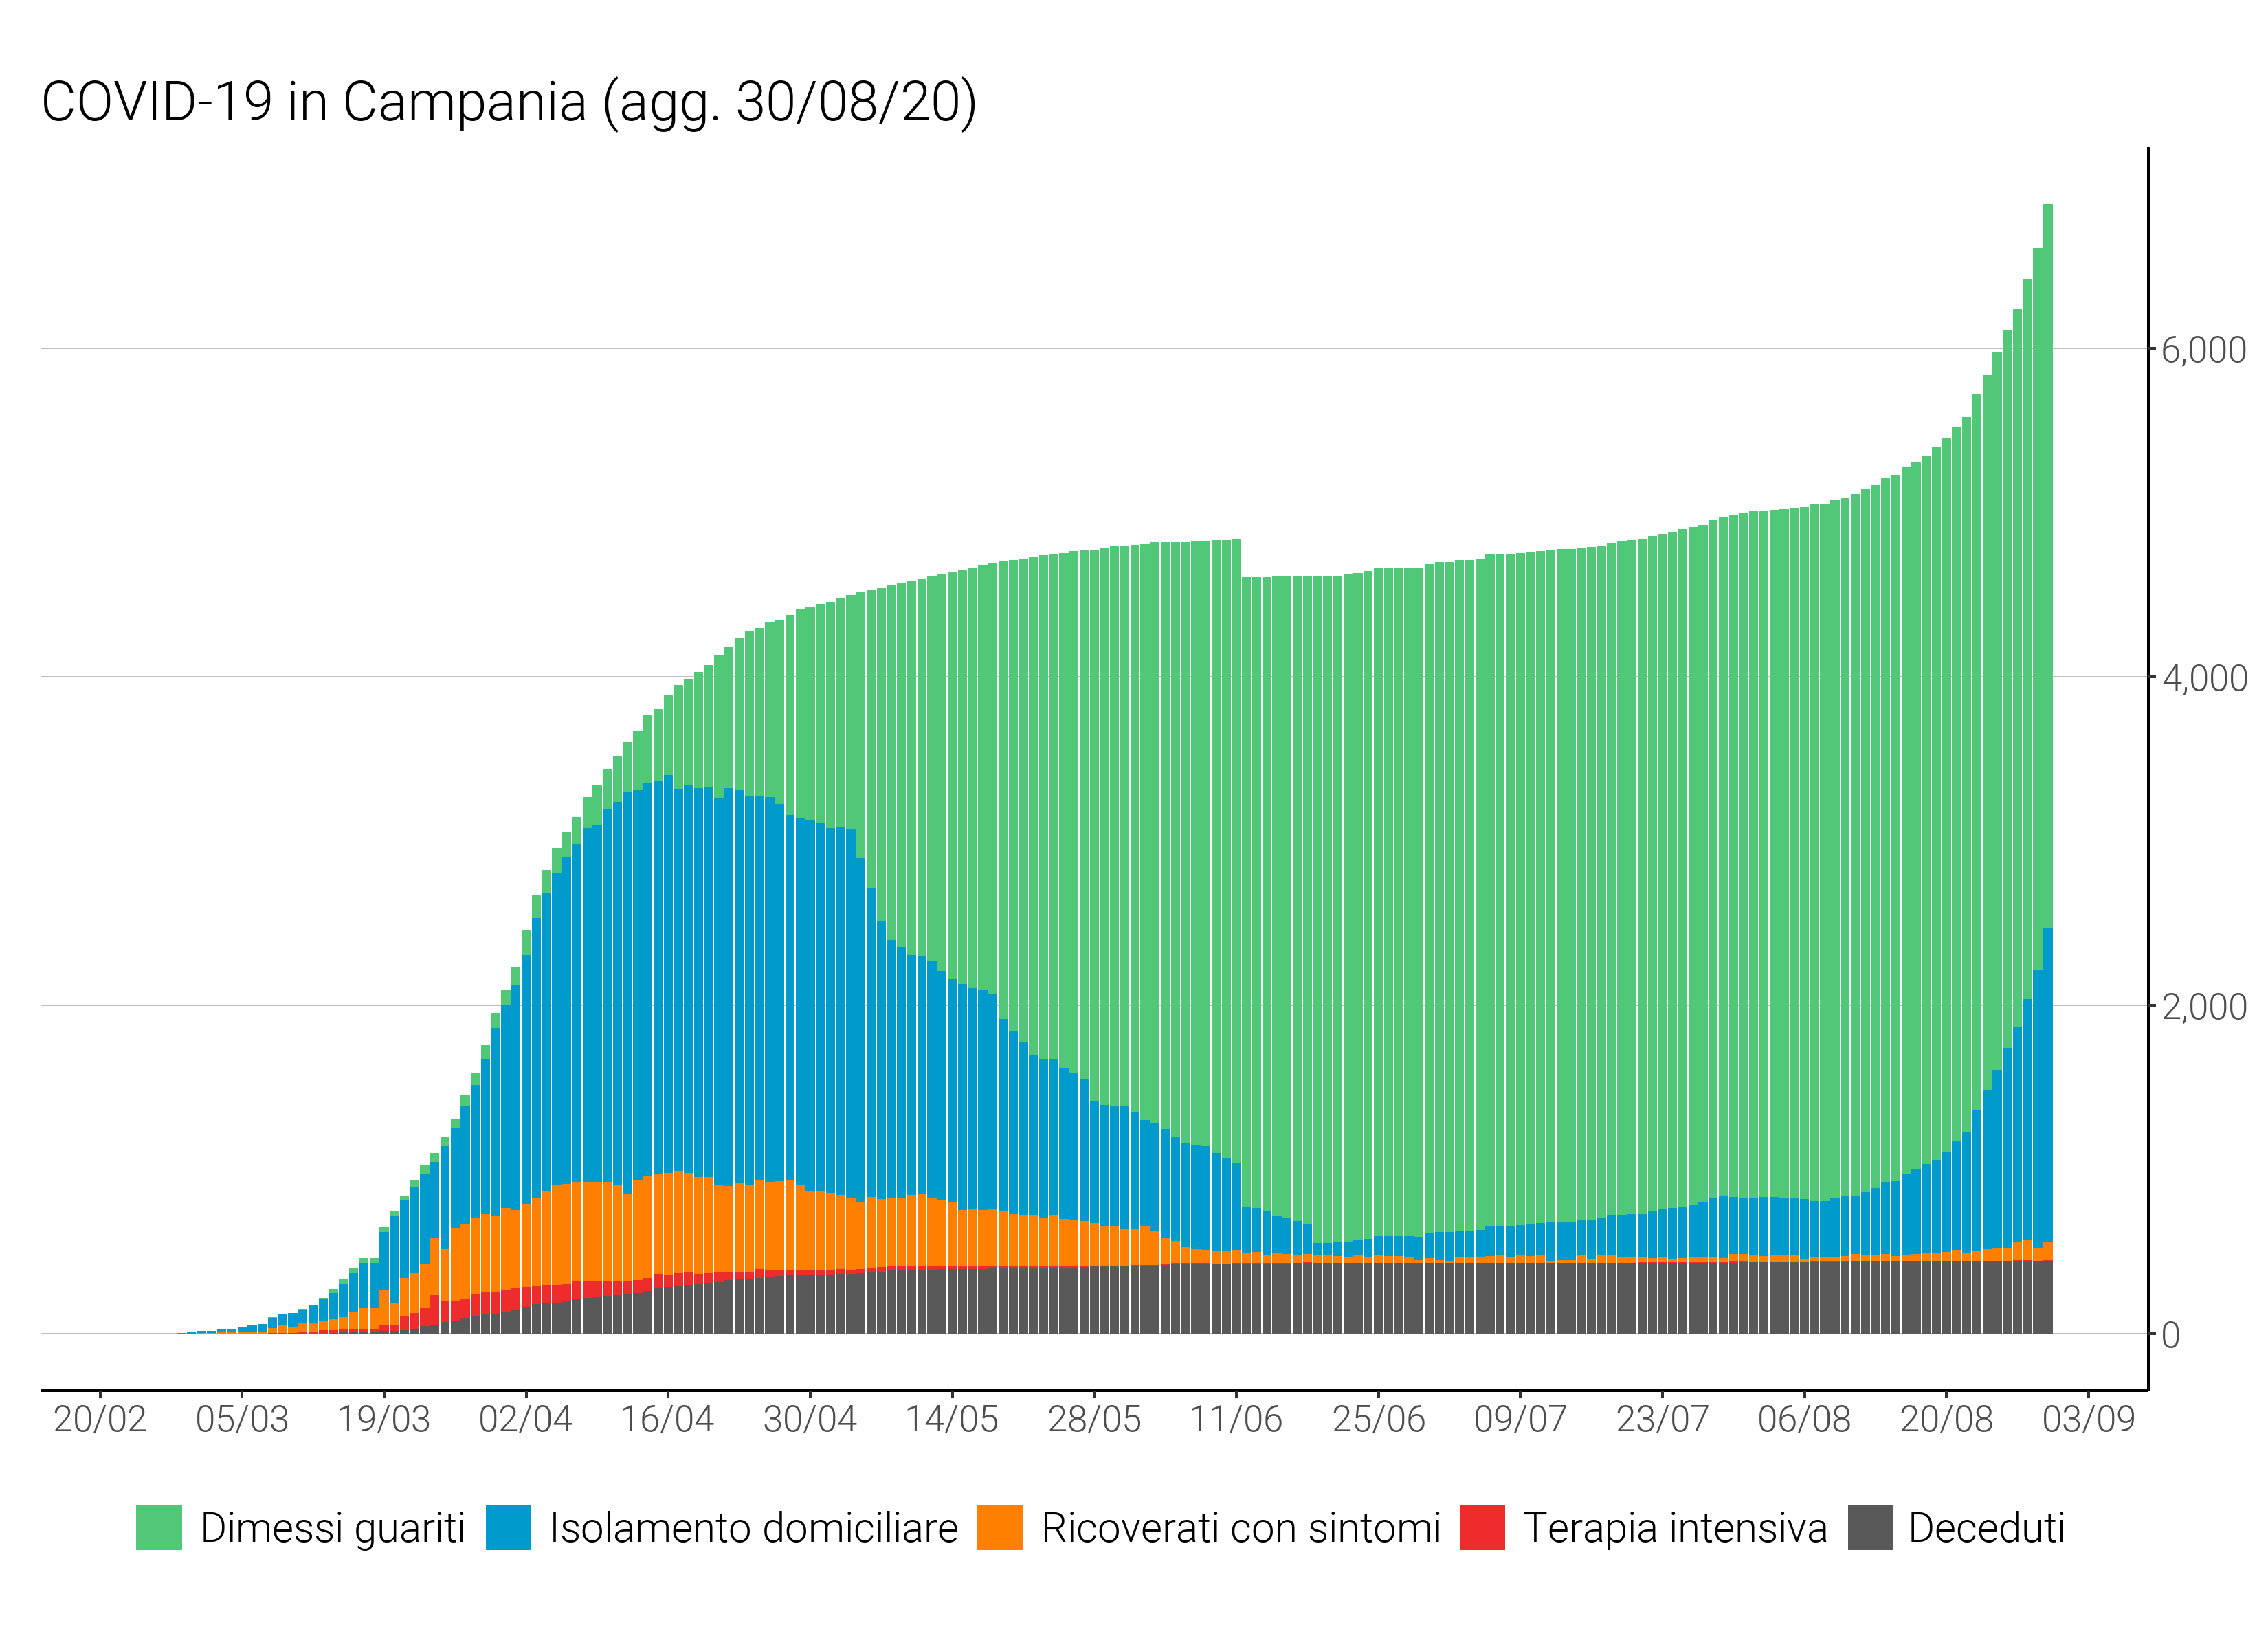 COVID-19 in Campania (agg. 30/08/20)
6,000
4,000
2,000
0
20/02 05/03 19/03 02/04 16/04 30/04 14/05 28/05 11/06 25/06 09/07 23/07 06/08 20/08 03/09
Dimessi guariti Isolamento domiciliare Ricoverati con sintomi Terapia intensiva Deceduti